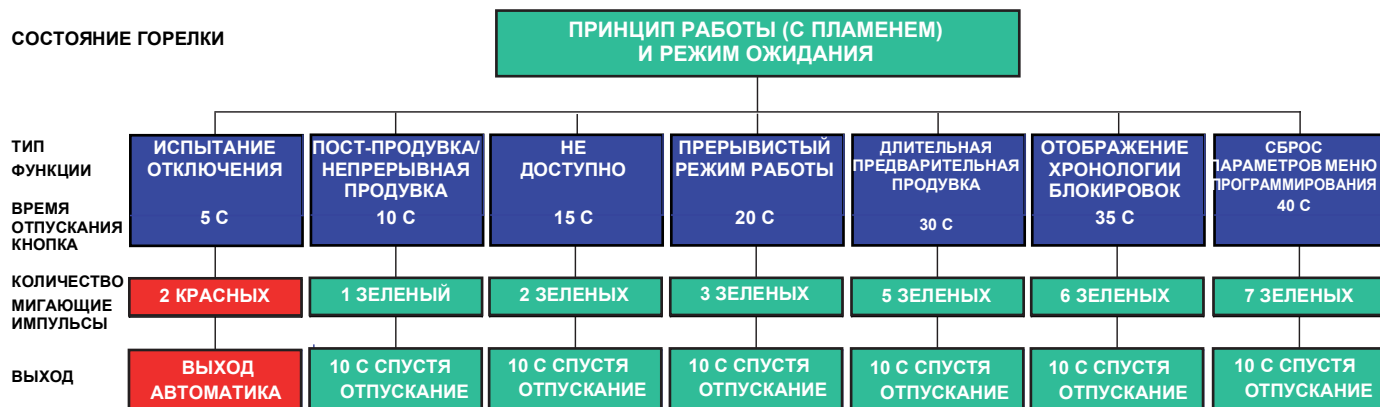 СОСТОЯНИЕ ГОРЕЛКИ
ПРИНЦИП РАБОТЫ (С ПЛАМЕНЕМ)
И РЕЖИМ ОЖИДАНИЯ
ТИП
ФУНКЦИИ
ИСПЫТАНИЕ
ОТКЛЮЧЕНИЯ
ПОСТ-ПРОДУВКА/
НЕПРЕРЫВНАЯ
ПРОДУВКА
НЕ
ДОСТУПНО
ПРЕРЫВИСТЫЙ
РЕЖИМ РАБОТЫ
ДЛИТЕЛЬНАЯ
ПРЕДВАРИТЕЛЬНАЯ
ПРОДУВКА
ОТОБРАЖЕНИЕ
ХРОНОЛОГИИ
БЛОКИРОВОК
СБРОС
ПАРАМЕТРОВ МЕНЮ
ПРОГРАММИРОВАНИЯ
ВРЕМЯ
ОТПУСКАНИЯ
КНОПКА
5 С
10 С
15 С
20 С
30 С
35 С
40 С
КОЛИЧЕСТВО
МИГАЮЩИЕ
ИМПУЛЬСЫ
2 КРАСНЫХ
1 ЗЕЛЕНЫЙ
2 ЗЕЛЕНЫХ
3 ЗЕЛЕНЫХ
5 ЗЕЛЕНЫХ
6 ЗЕЛЕНЫХ
7 ЗЕЛЕНЫХ
ВЫХОД
ВЫХОД
АВТОМАТИКА
10 С СПУСТЯ
ОТПУСКАНИЕ
10 С СПУСТЯ
ОТПУСКАНИЕ
10 С СПУСТЯ
ОТПУСКАНИЕ
10 С СПУСТЯ
ОТПУСКАНИЕ
10 С СПУСТЯ
ОТПУСКАНИЕ
10 С СПУСТЯ
ОТПУСКАНИЕ